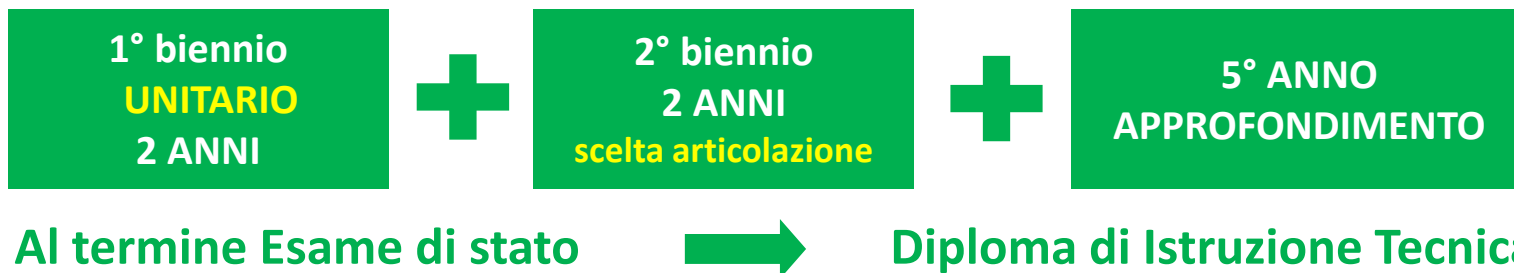 1° biennio
UNITARIO
2 ANNI
2° biennio
2 ANNI
scelta articolazione
5° ANNO
APPROFONDIMENTO
Al termine Esame di stato
Diploma di Istruzione Tecnica